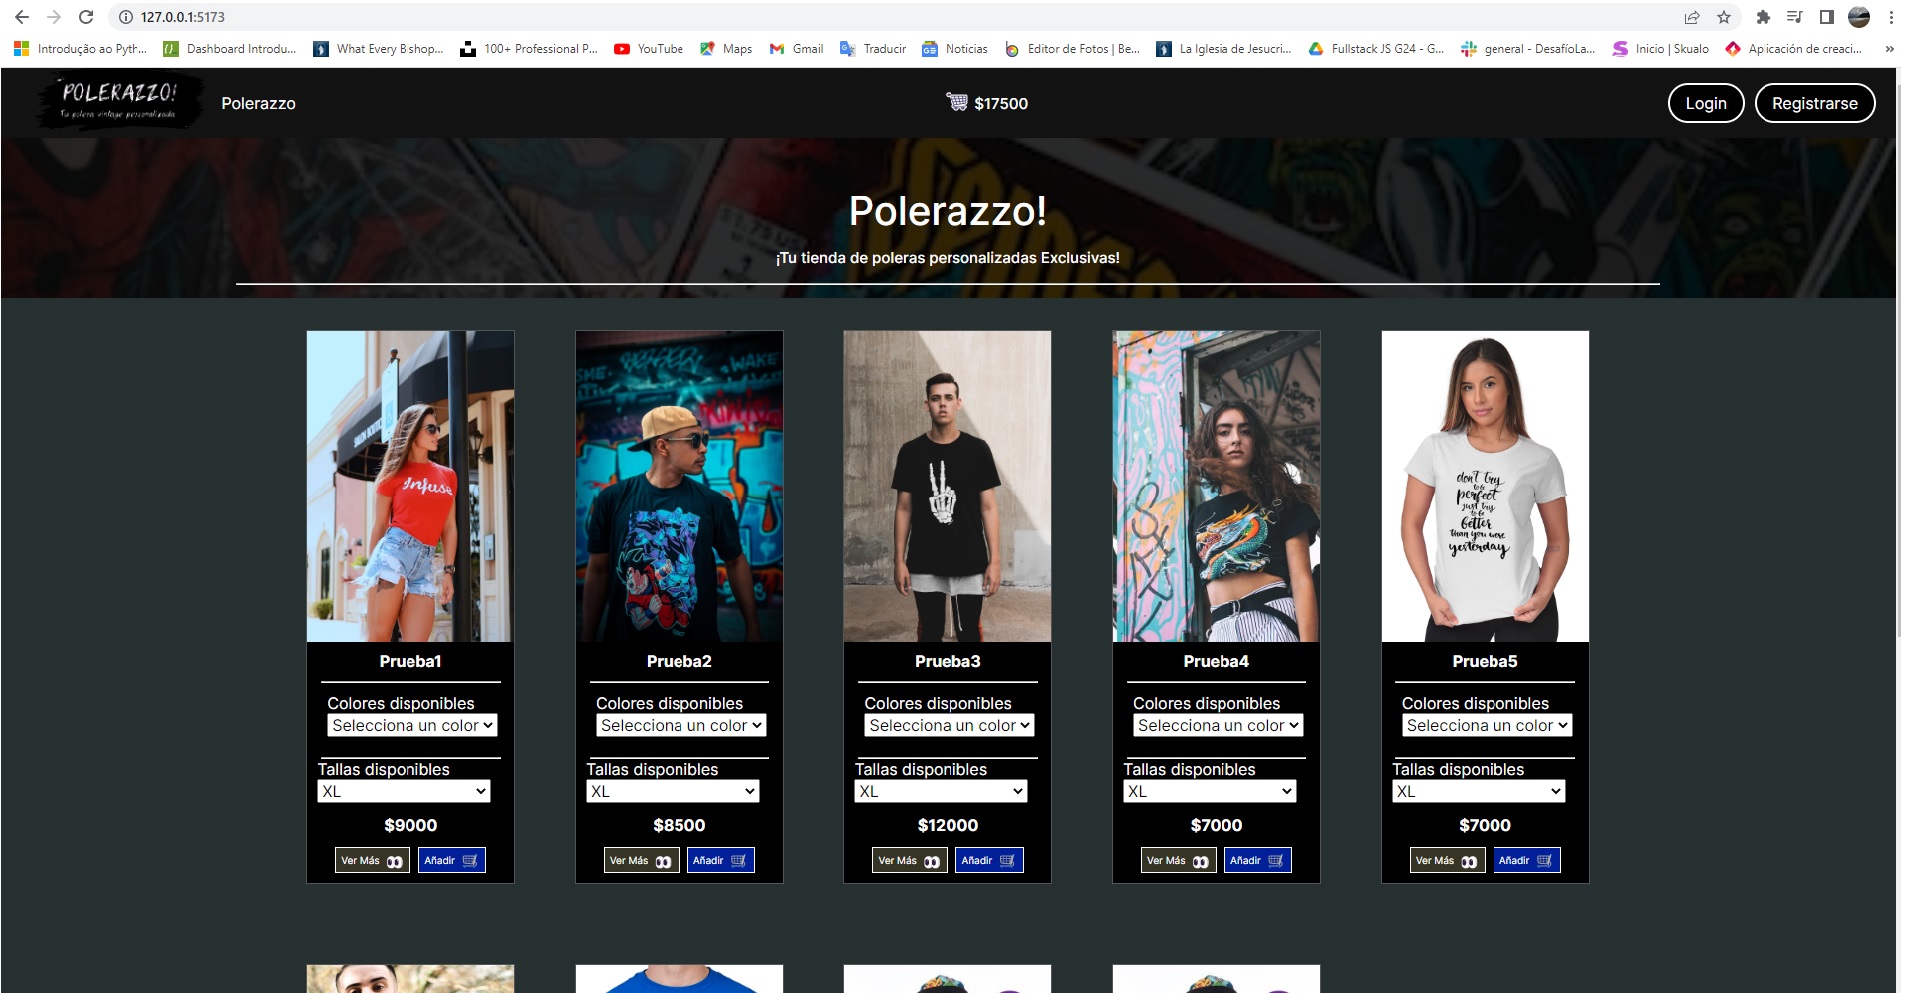 127.0.0.1:5173
Introdução ao Pyth...
Dashboard Introdu...
What Every Bishop...
100+ Professional P...
YouTube
Maps
Gmail
Traducir
Noticias
Editor de Fotos | Be...
La Iglesia de Jesucri...
Fullstack JS G24 - G...
general - DesafíoLa...
Inicio | Skualo
Aplicación de creaci...
»
POLERAZZO!
Tu polera vintage personalizada
Polerazzo
$17500
Login
Registrarse
Polerazzo!
¡Tu tienda de poleras personalizadas Exclusivas!
Infuse
WAKE
don't try
to be
perfect
just try
to be
better
than you were
yesterday
Prueba1
Colores disponibles
Selecciona un color
Tallas disponibles
XL
$9000
Ver Más
Añadir
Prueba2
Colores disponibles
Selecciona un color
Tallas disponibles
XL
$8500
Ver Más
Añadir
Prueba3
Colores disponibles
Selecciona un color
Tallas disponibles
XL
$12000
Ver Más
Añadir
Prueba4
Colores disponibles
Selecciona un color
Tallas disponibles
XL
$7000
Ver Más
Añadir
Prueba5
Colores disponibles
Selecciona un color
Tallas disponibles
XL
$7000
Ver Más
Añadir